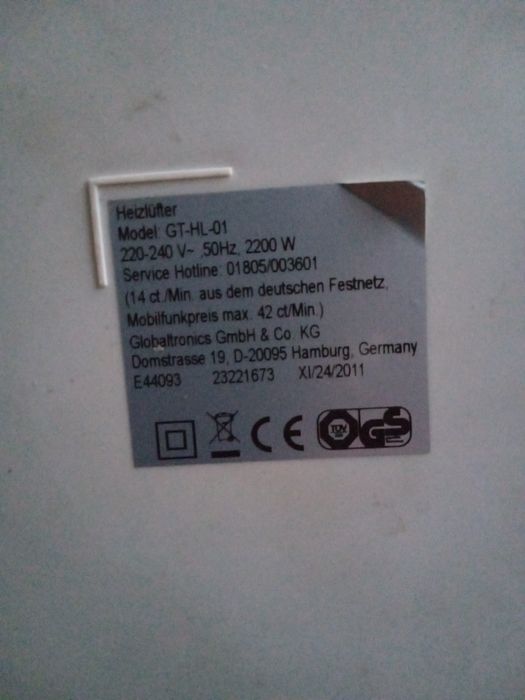 Heizlüfter
Model: GT-HL-01
220-240 V~ ,50Hz, 2200 W
Service Hotline: 01805/003601
(14 ct./Min. aus dem deutschen Festnetz,
Mobilfunkpreis max. 42 ct/Min.)
Globaltronics GmbH & Co. KG
Domstrasse 19, D-20095 Hamburg, Germany
E44093 23221673 XI/24/2011
CE TÜV GS